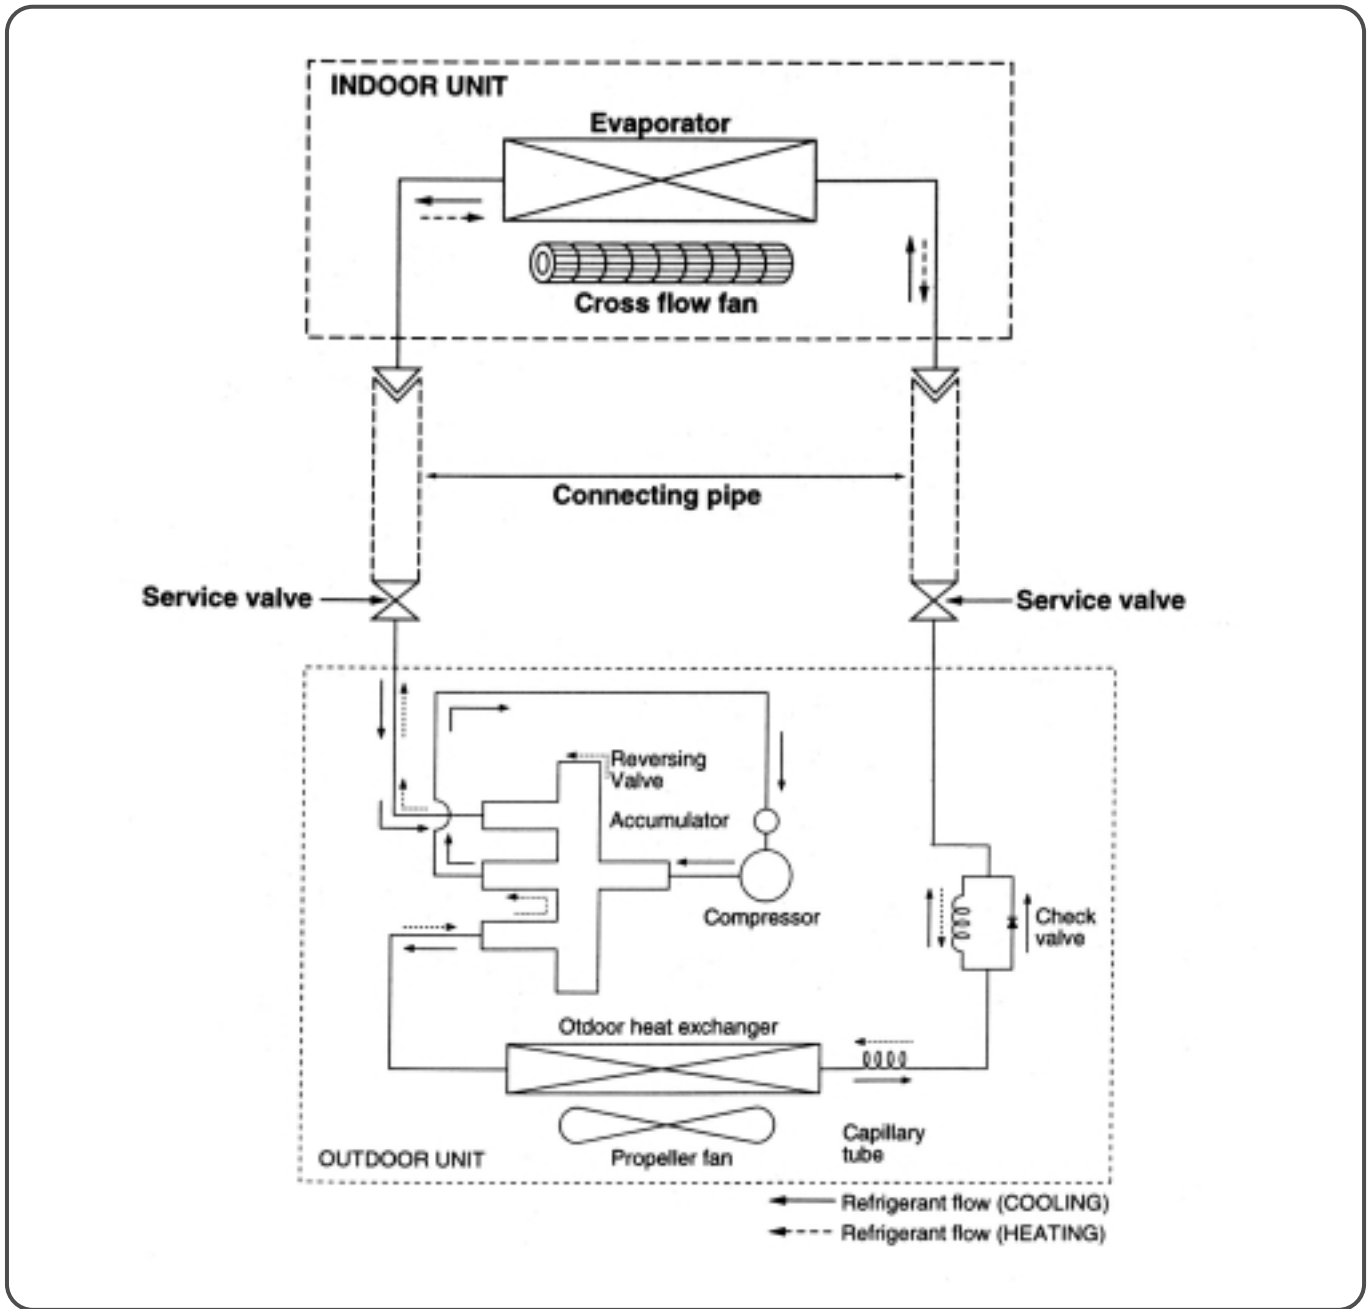 INDOOR UNIT
Evaporator
Cross flow fan
Connecting pipe
Service valve
Service valve
Reversing
Valve
Accumulator
Compressor
Check
valve
Otdoor heat exchanger
Capillary
tube
OUTDOOR UNIT
Propeller fan
Refrigerant flow (COOLING)
Refrigerant flow (HEATING)